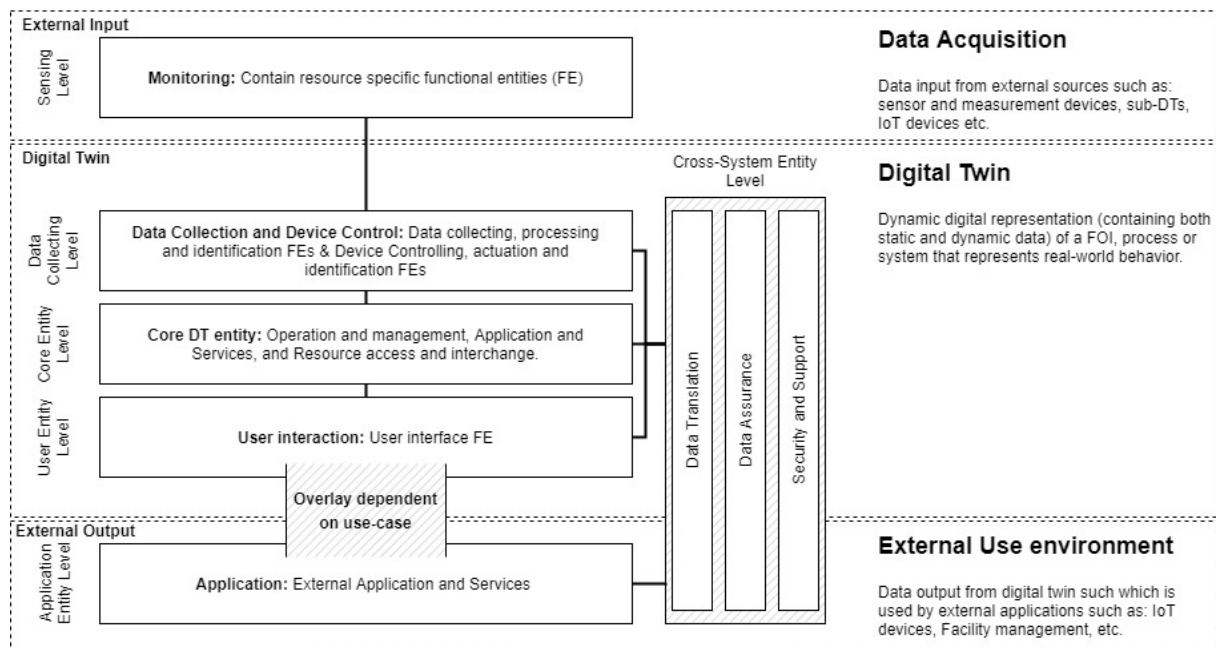 External Input
Sensing
Level
Monitoring: Contain resource specific functional entities (FE)
Data Acquisition
Data input from external sources such as:
sensor and measurement devices, sub-DTs,
IoT devices etc.
Digital Twin
Cross-System Entity
Level
Digital Twin
Dynamic digital representation (containing both
static and dynamic data) of a FOI, process or
system that represents real-world behavior.
Data
Collecting
Level
Data Collection and Device Control: Data collecting, processing
and identification FEs & Device Controlling, actuation and
identification FEs
Core Entity
Level
Core DT entity: Operation and management, Application and
Services, and Resource access and interchange.
User Entity
Level
User interaction: User interface FE
Data Translation
Data Assurance
Security and Support
Overlay dependent
on use-case
External Output
Application
Entity Level
Application: External Application and Services
External Use environment
Data output from digital twin such which is
used by external applications such as: IoT
devices, Facility management, etc.